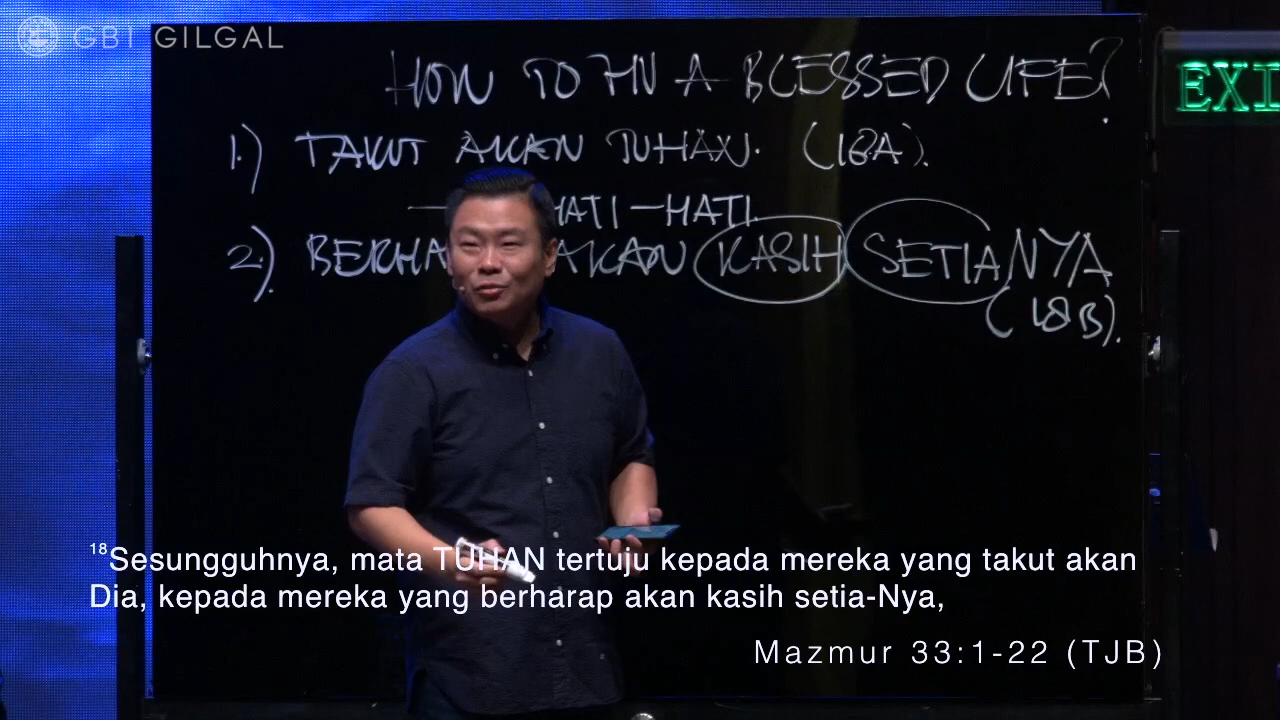 GBI GILGAL
HOW TO FIN A BLESSED LIFE?
EXI
1.) TAKUT AKAN TUHAN. (18A).
HATI-HATI.
2.) BERHA AKAN KASIH SETIANYA
(18B).
18Sesungguhnya, mata TUHAN tertuju kepada mereka yang takut akan
Dia, kepada mereka yang berharap akan kasih setia-Nya,
Mazmur 33:1-22 (TJB)